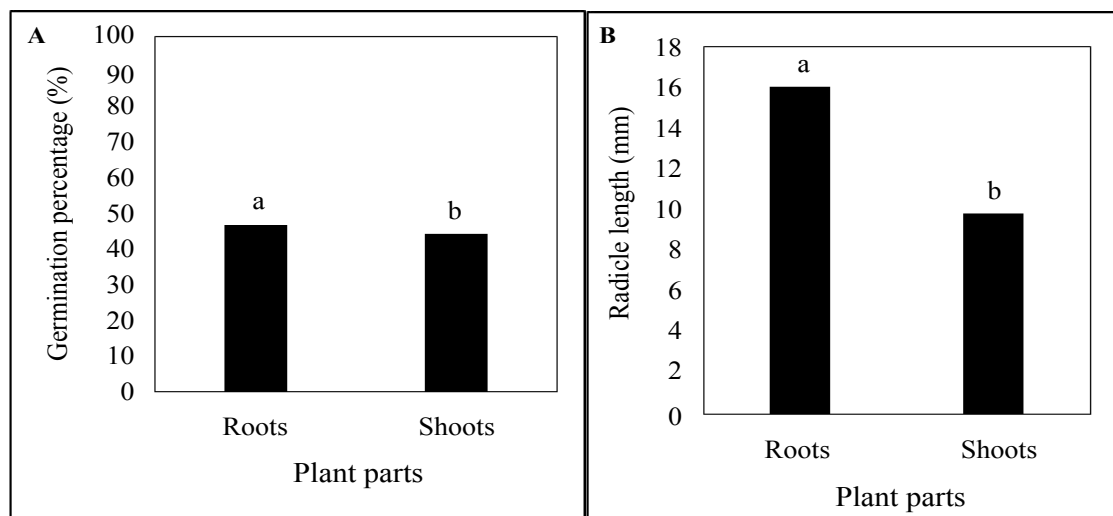 A
Germination percentage (%)
100
90
80
70
60
50
40
30
20
10
0
a
b
Roots
Shoots
Plant parts
B
Radicle length (mm)
18
16
14
12
10
8
6
4
2
0
a
b
Roots
Shoots
Plant parts